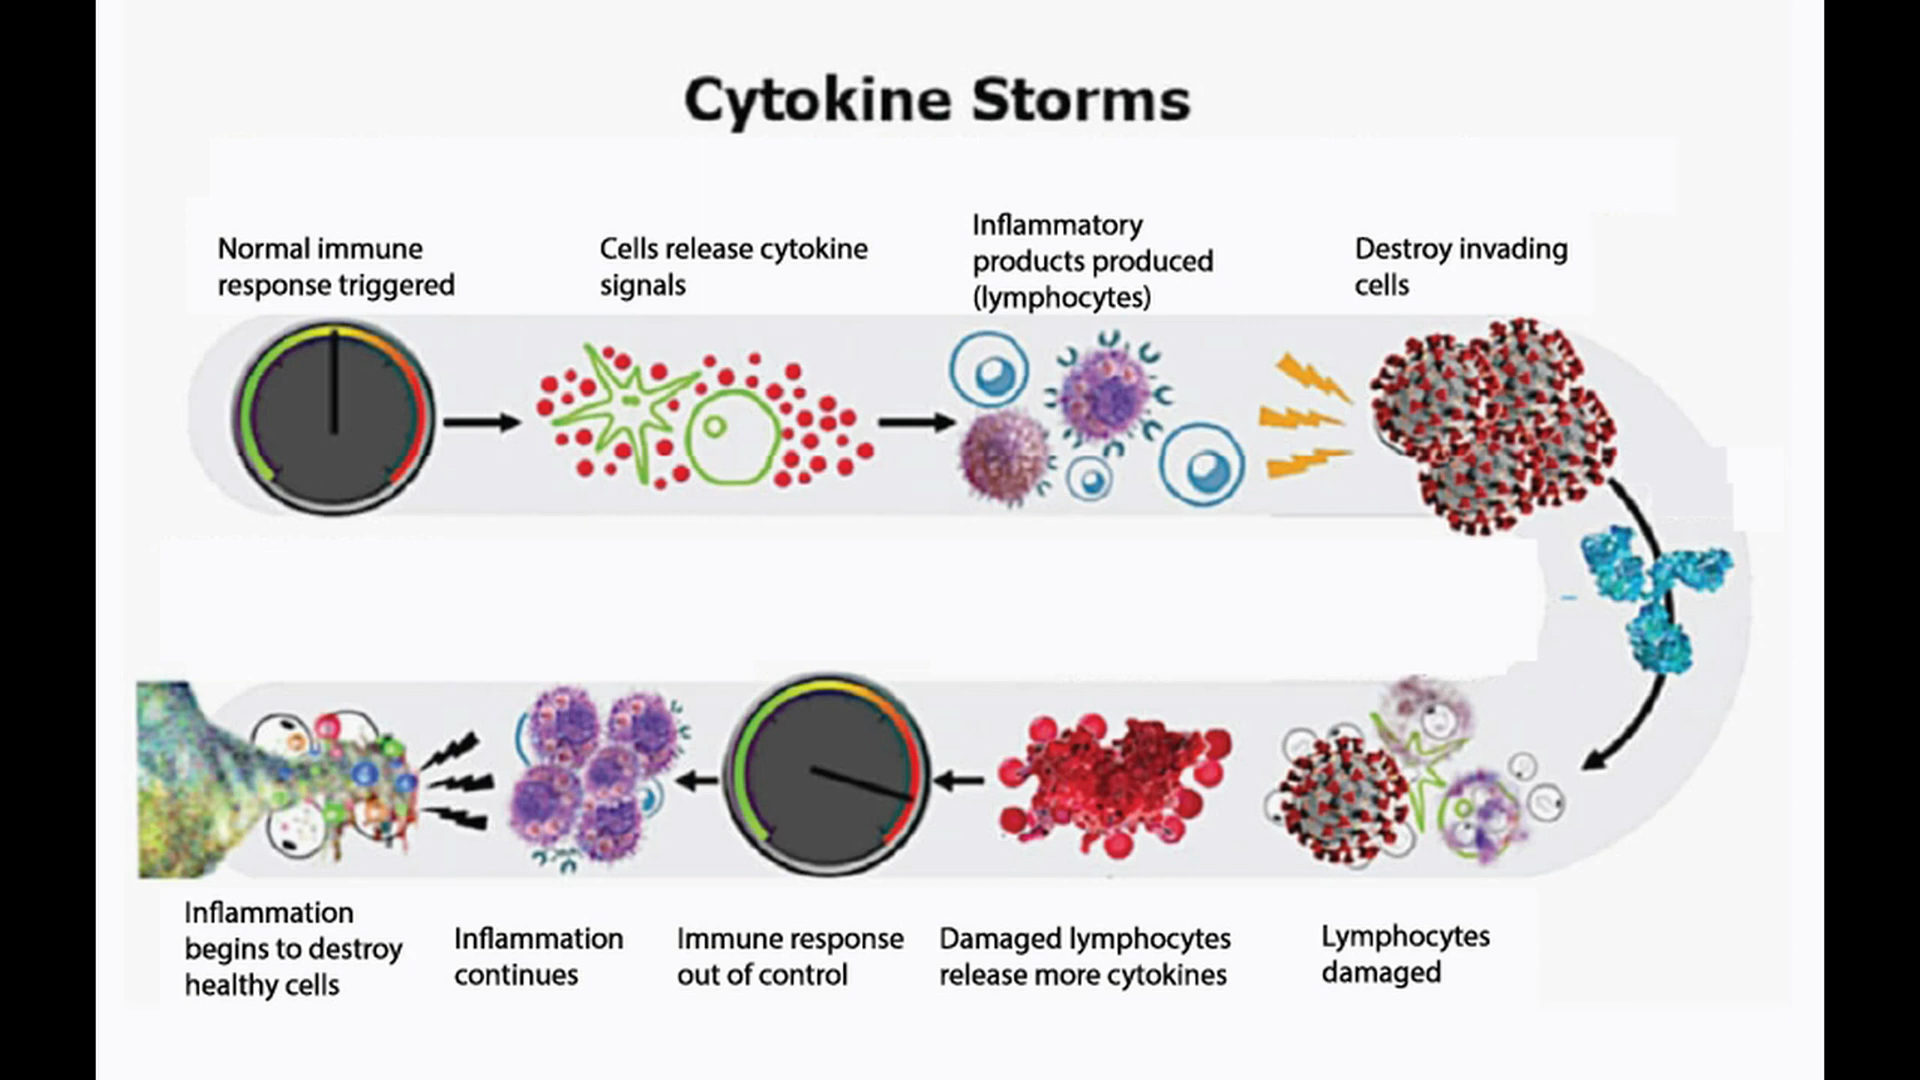 Cytokine Storms
Normal immune
response triggered
Cells release cytokine
signals
Inflammatory
products produced
(lymphocytes)
Destroy invading
cells
Inflammation
begins to destroy
healthy cells
Inflammation
continues
Immune response
out of control
Damaged lymphocytes
release more cytokines
Lymphocytes
damaged